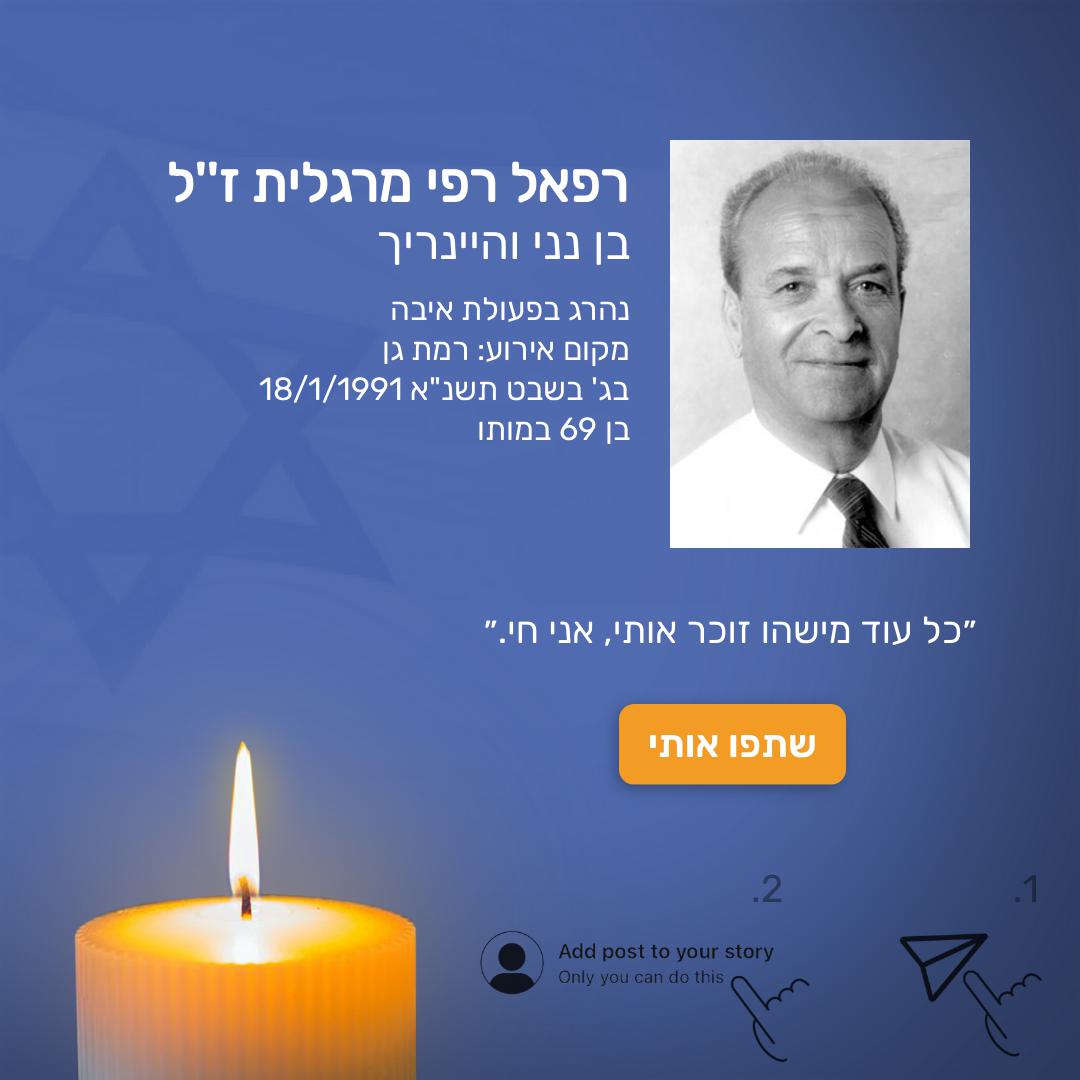 רפאל רפי מרגלית ז"ל
בן נני והיינריך
נהרג בפעולת איבה
מקום אירוע: רמת גן
בג' בשבט תשנ"א 18/1/1991
בן 69 במותו
"כל עוד מישהו זוכר אותי, אני חי."
שתפו אותי
1.
2.
Add post to your story
Only you can do this